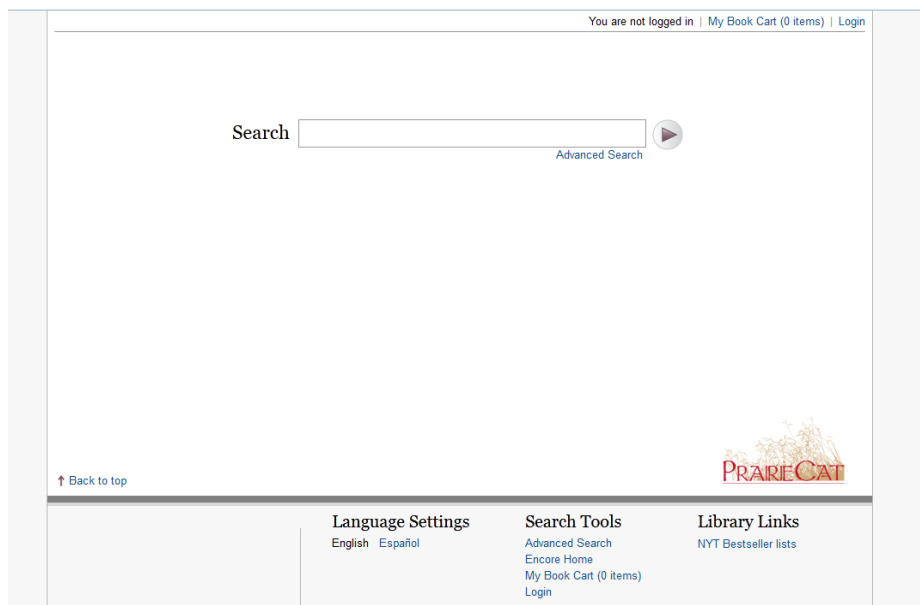 You are not logged in | My Book Cart (0 items) | Login
Search
Advanced Search
PRAIRIECAT
↑ Back to top
Language Settings Search Tools Library Links
English Español Advanced Search NYT Bestseller lists
Encore Home
My Book Cart (0 items)
Login